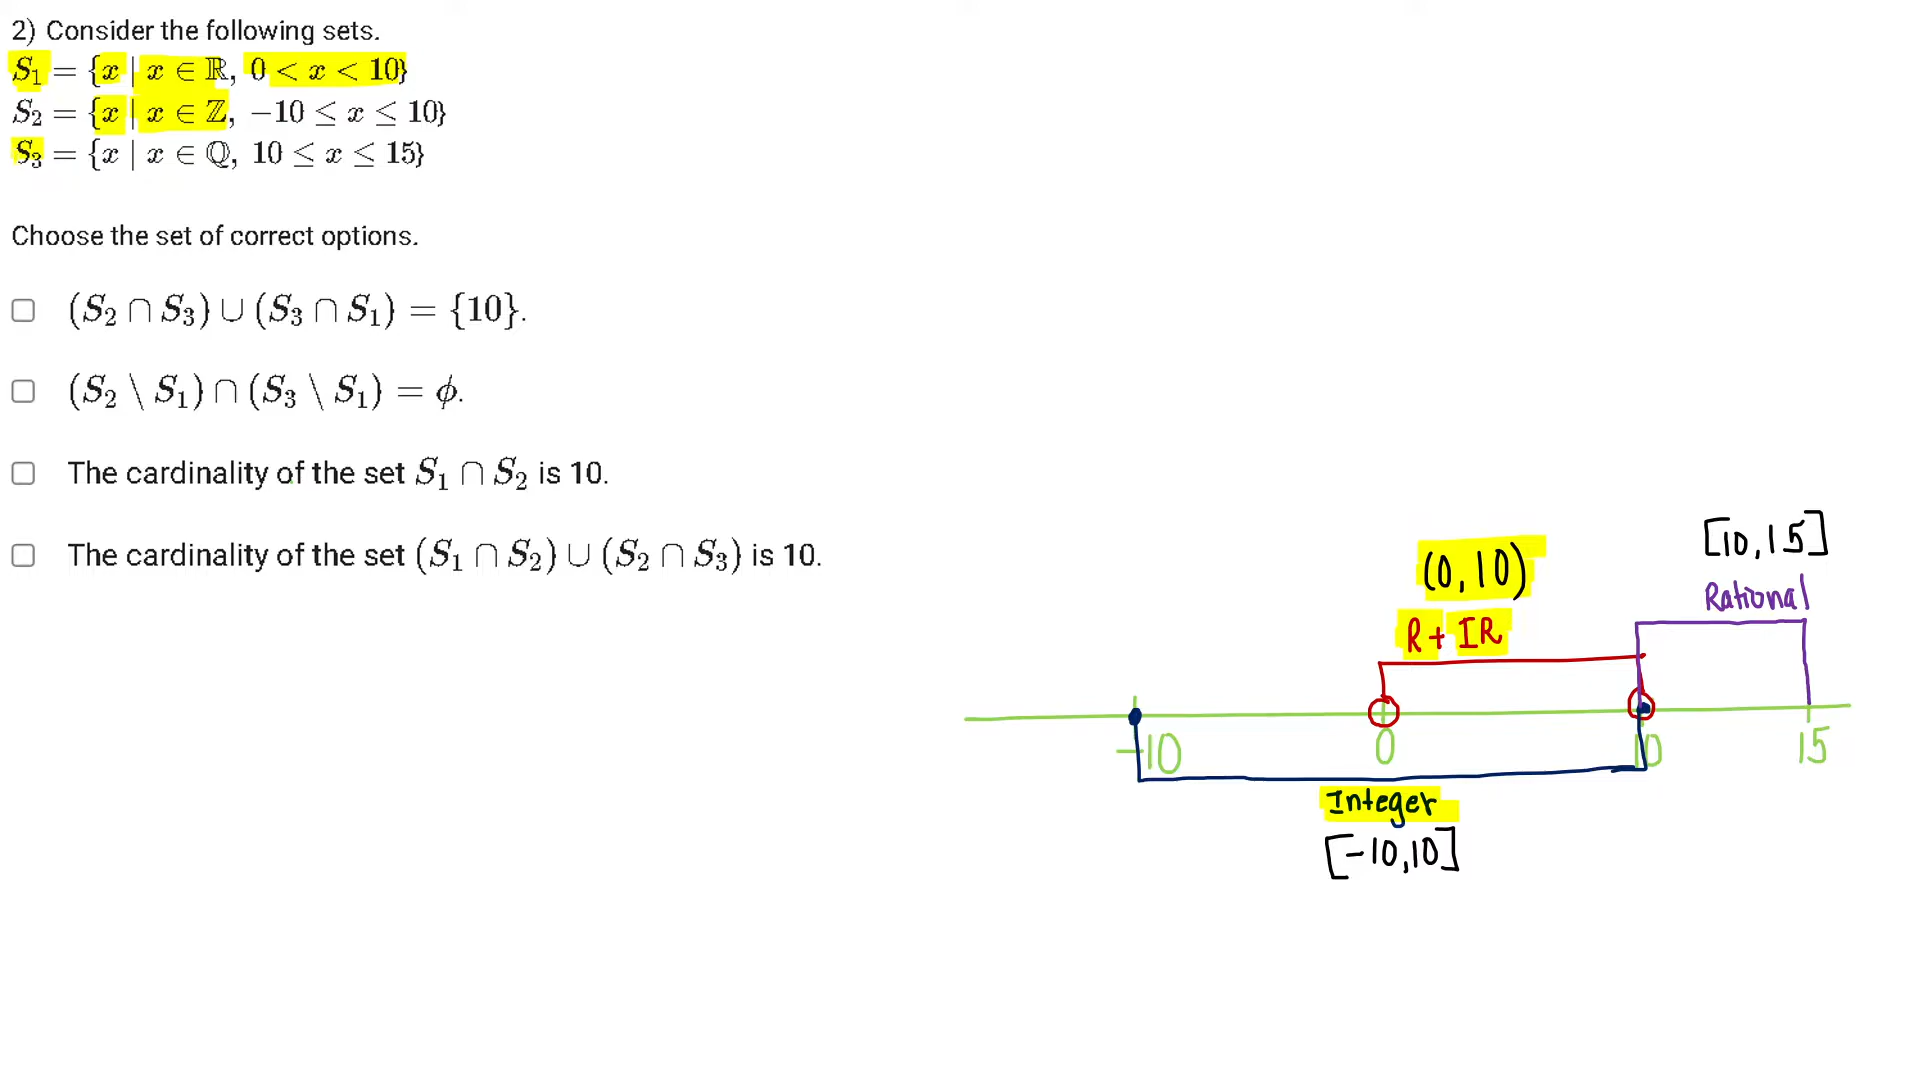 2) Consider the following sets.
S₁ = {x | x ∈ ℝ, 0 < x < 10}
S₂ = {x | x ∈ ℤ, −10 ≤ x ≤ 10}
S₃ = {x | x ∈ ℚ, 10 ≤ x ≤ 15}
Choose the set of correct options.
(S₂ ∩ S₃) ∪ (S₃ ∩ S₁) = {10}.
(S₂ \ S₁) ∩ (S₃ \ S₁) = ϕ.
The cardinality of the set S₁ ∩ S₂ is 10.
The cardinality of the set (S₁ ∩ S₂) ∪ (S₂ ∩ S₃) is 10.
[10,15]
(0,10)
Rational
R+ IR
-10 0 10 15
Integer
[-10,10]